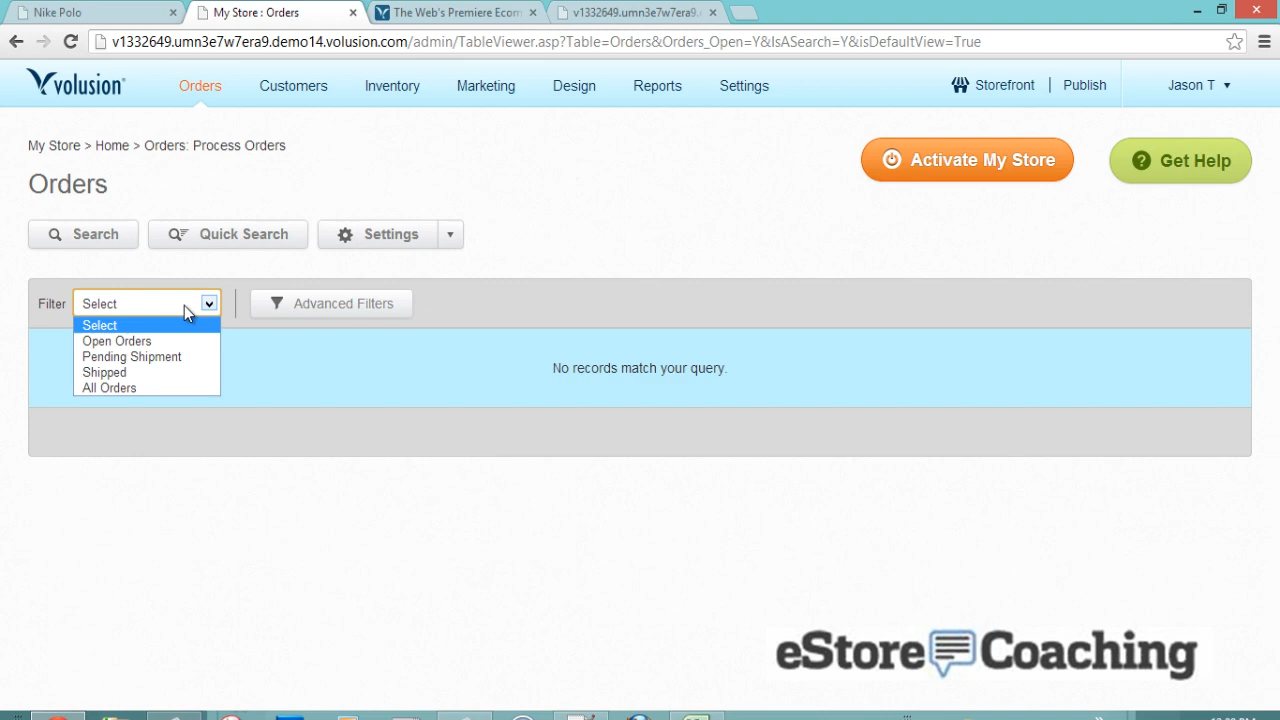 Nike Polo
My Store : Orders
The Web's Premiere Ecom
v1332649.umn3e7w7era9.
v1332649.umn3e7w7era9.demo14.volusion.com/admin/TableViewer.asp?Table=Orders&Orders_Open=Y&IsASearch=Y&isDefaultView=True
volusion
Orders
Customers
Inventory
Marketing
Design
Reports
Settings
Storefront
Publish
Jason T
My Store > Home > Orders: Process Orders
Activate My Store
Get Help
Orders
Search
Quick Search
Settings
Filter
Select
Advanced Filters
Select
Open Orders
Pending Shipment
Shipped
All Orders
No records match your query.
eStore Coaching